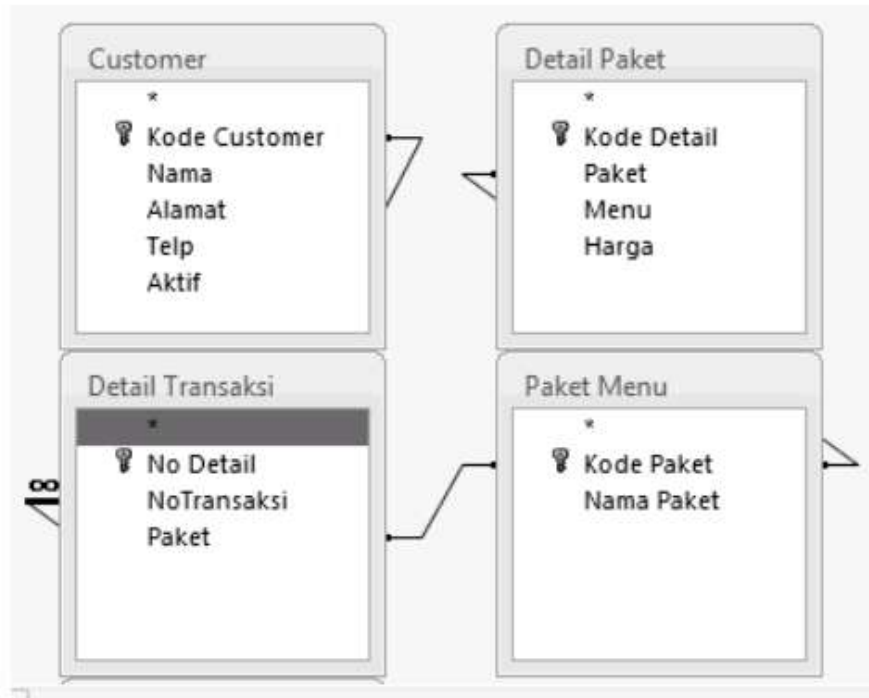 Customer
*
Kode Customer
Nama
Alamat
Telp
Aktif
Detail Paket
*
Kode Detail
Paket
Menu
Harga
Detail Transaksi
*
No Detail
NoTransaksi
Paket
∞
1
Paket Menu
*
Kode Paket
Nama Paket